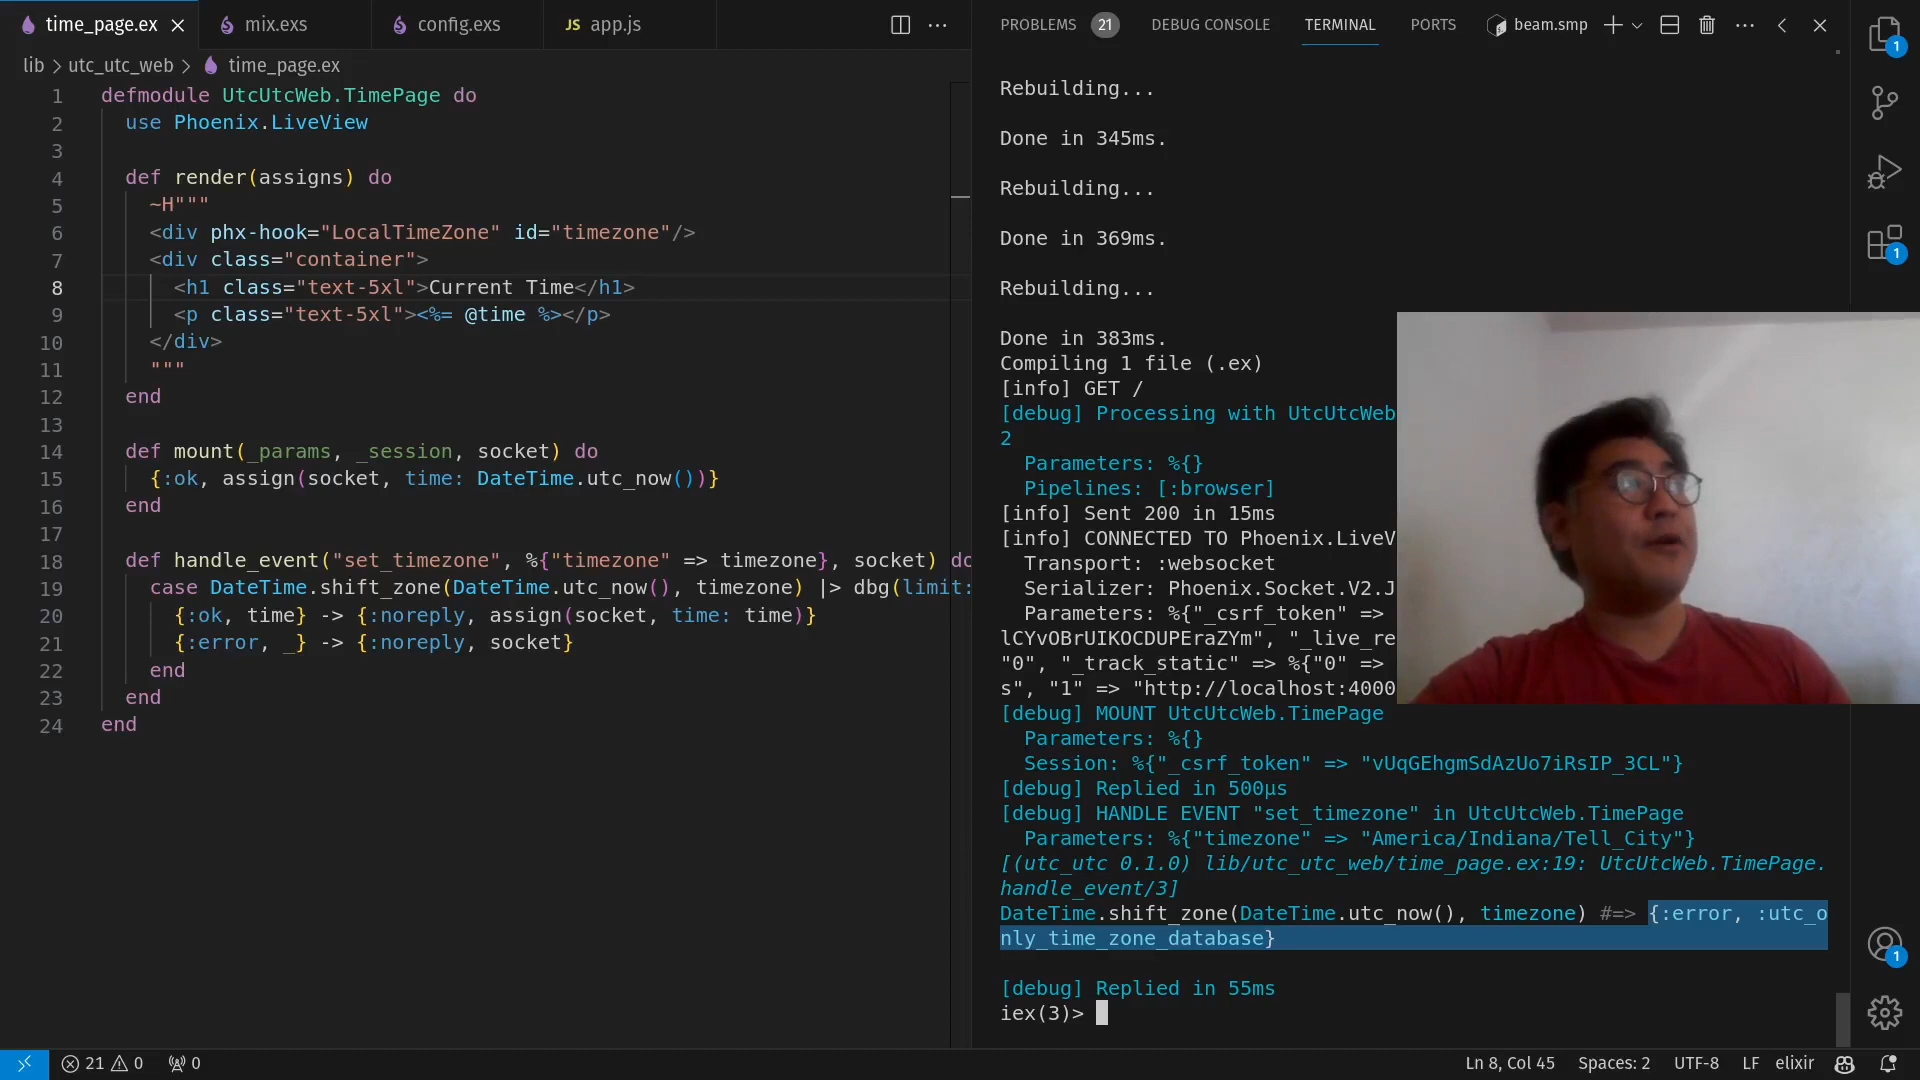 time_page.ex
mix.exs
config.exs
JS app.js
lib > utc_utc_web > time_page.ex
1 defmodule UtcUtcWeb.TimePage do
2 use Phoenix.LiveView
3
4 def render(assigns) do
5 ~H"""
6 <div phx-hook="LocalTimeZone" id="timezone"/>
7 <div class="container">
8 <h1 class="text-5xl">Current Time</h1>
9 <p class="text-5xl"><%= @time %></p>
10 </div>
11 """
12 end
13
14 def mount(_params, _session, socket) do
15 {:ok, assign(socket, time: DateTime.utc_now())}
16 end
17
18 def handle_event("set_timezone", %{"timezone" => timezone}, socket) do
19 case DateTime.shift_zone(DateTime.utc_now(), timezone) |> dbg(limit:
20 {:ok, time} -> {:noreply, assign(socket, time: time)}
21 {:error, _} -> {:noreply, socket}
22 end
23 end
24 end
PROBLEMS 21 DEBUG CONSOLE TERMINAL PORTS beam.smp
Rebuilding...
Done in 345ms.
Rebuilding...
Done in 369ms.
Rebuilding...
Done in 383ms.
Compiling 1 file (.ex)
[info] GET /
[debug] Processing with UtcUtcWeb
2
Parameters: %{}
Pipelines: [:browser]
[info] Sent 200 in 15ms
[info] CONNECTED TO Phoenix.LiveV
Transport: :websocket
Serializer: Phoenix.Socket.V2.J
Parameters: %{"_csrf_token" =>
lCYvOBrUIKOCDUPEraZYm", "_live_re
"0", "_track_static" => %{"0" =>
s", "1" => "http://localhost:4000
[debug] MOUNT UtcUtcWeb.TimePage
Parameters: %{}
Session: %{"_csrf_token" => "vUqGEhgmSdAzUo7iRsIP_3CL"}
[debug] Replied in 500µs
[debug] HANDLE EVENT "set_timezone" in UtcUtcWeb.TimePage
Parameters: %{"timezone" => "America/Indiana/Tell_City"}
[(utc_utc 0.1.0) lib/utc_utc_web/time_page.ex:19: UtcUtcWeb.TimePage.
handle_event/3]
DateTime.shift_zone(DateTime.utc_now(), timezone) #=> {:error, :utc_o
nly_time_zone_database}
[debug] Replied in 55ms
iex(3)>
1
1
1
21 0 0
Ln 8, Col 45 Spaces: 2 UTF-8 LF elixir